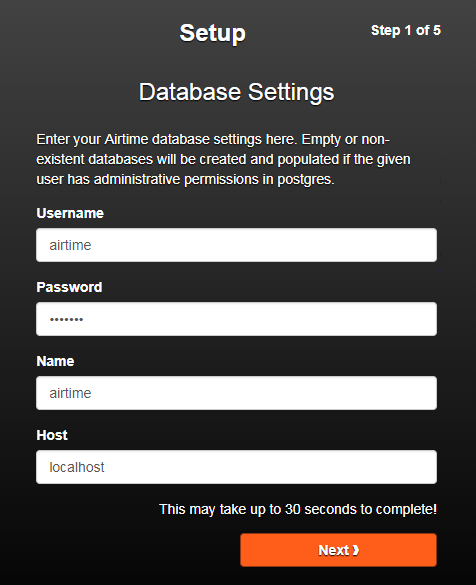 Setup
Step 1 of 5
Database Settings
Enter your Airtime database settings here. Empty or non-
existent databases will be created and populated if the given
user has administrative permissions in postgres.
Username
airtime
Password
•••••••
Name
airtime
Host
localhost
This may take up to 30 seconds to complete!
Next ❯